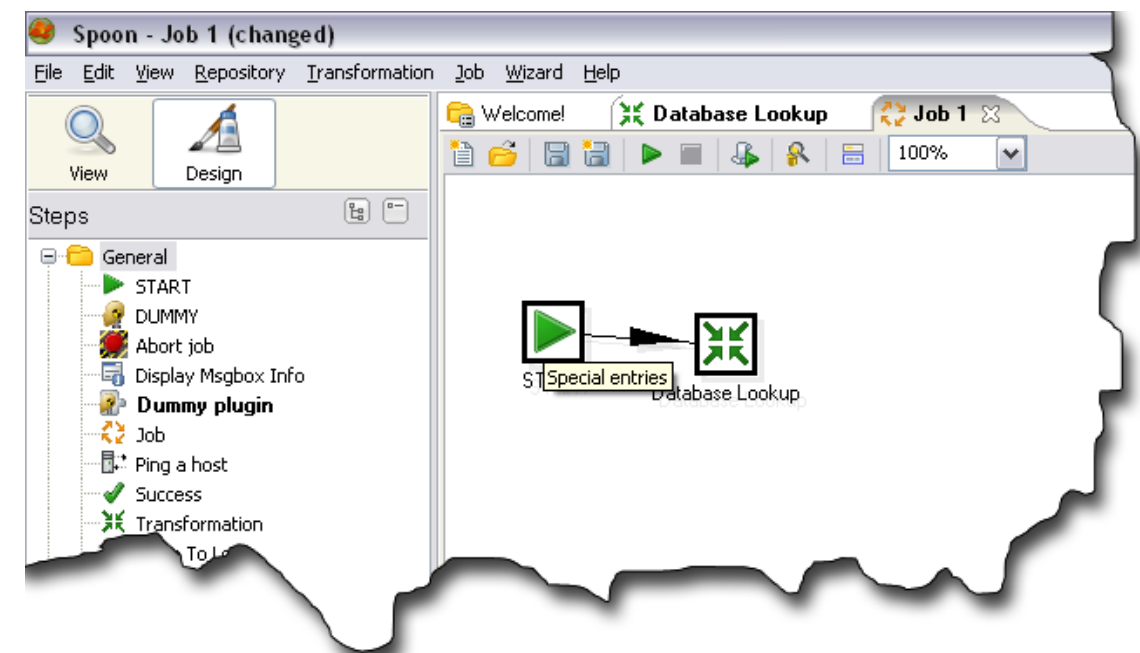 Spoon - Job 1 (changed)
File Edit View Repository Transformation Job Wizard Help
Welcome! Database Lookup Job 1
View Design
100%
Steps
General
START
DUMMY
Abort job
Display Msgbox Info
Dummy plugin
Job
Ping a host
Success
Transformation
To
Special entries
Database Lookup